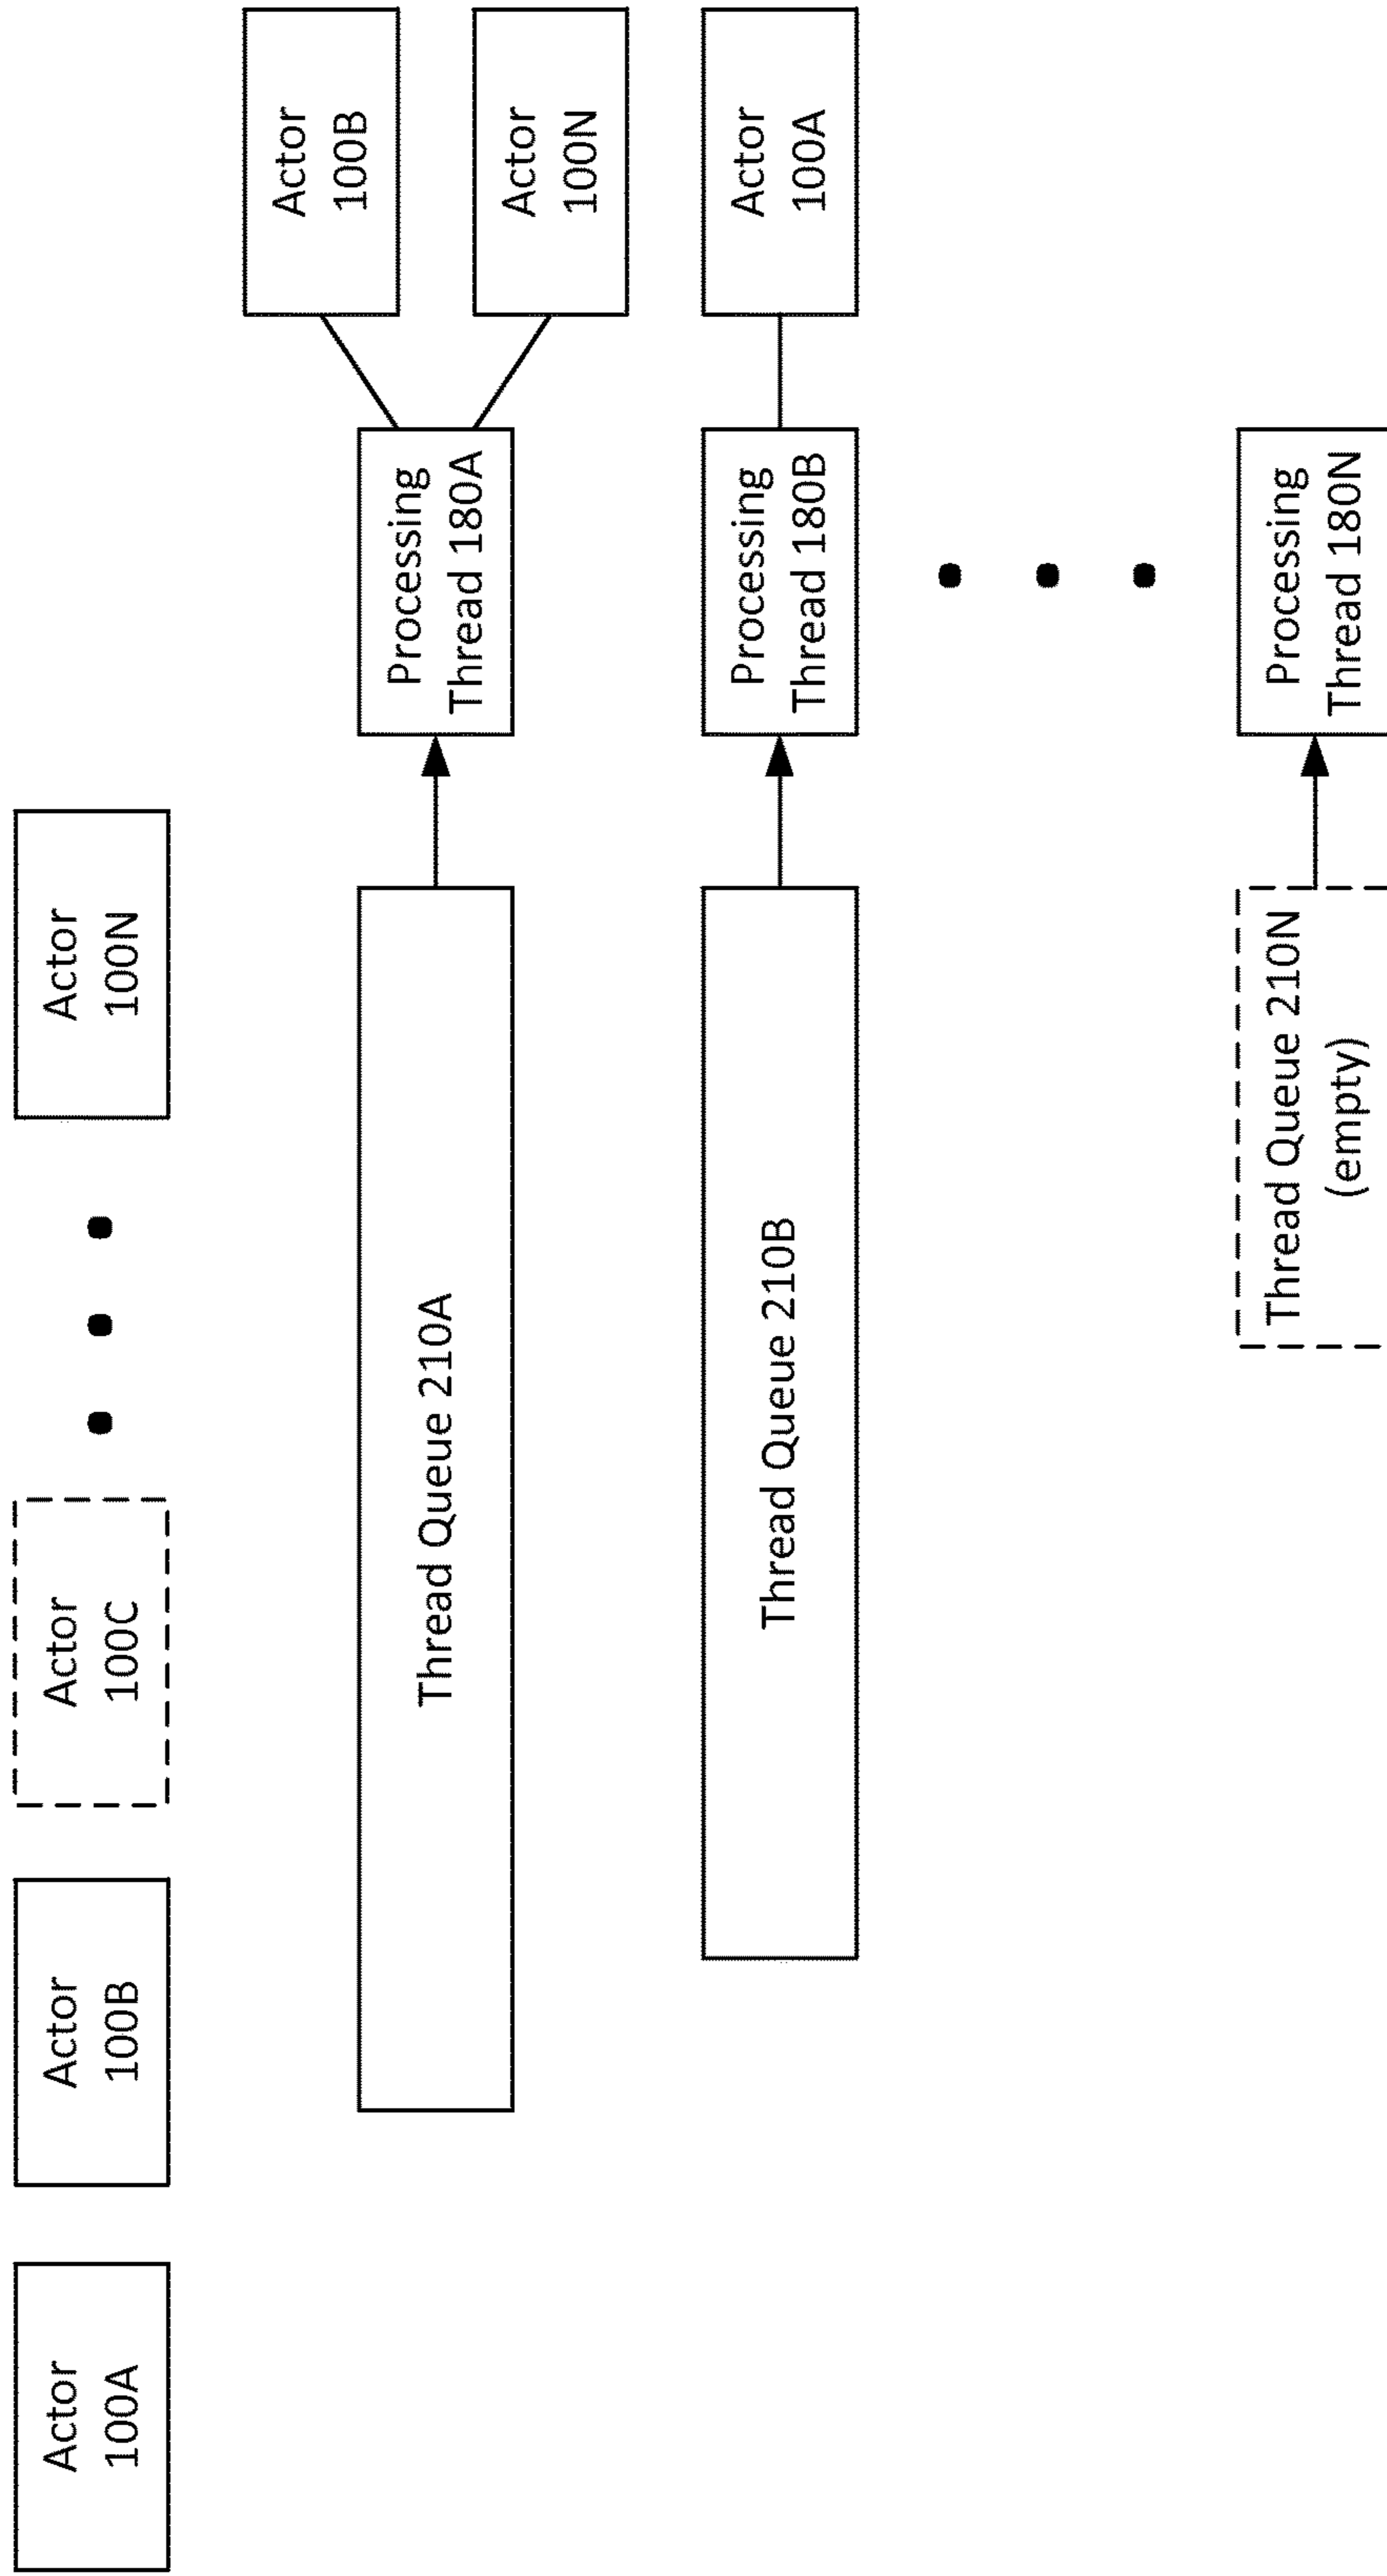 Actor
100A
Actor
100B
Actor
100C
Actor
100N
Actor
100B
Thread Queue 210A
Processing
Thread 180A
Actor
100N
Thread Queue 210B
Processing
Thread 180B
Actor
100A
Thread Queue 210N
(empty)
Processing
Thread 180N